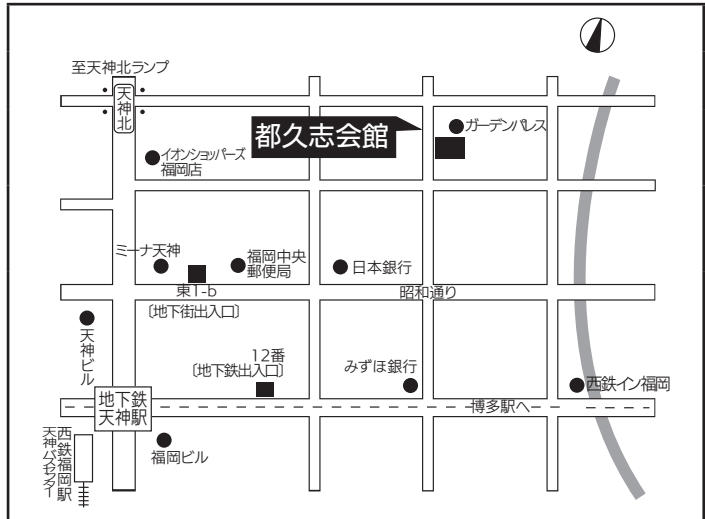 至天神北ランプ
天神北
都久志会館
ガーデンパレス
イオンショッパーズ
福岡店
ミーナ天神
福岡中央
郵便局
日本銀行
東1-b
〔地下街出入口〕
昭和通り
天神ビル
12番
〔地下鉄出入口〕
みずほ銀行
西鉄イン福岡
地下鉄
天神駅
博多駅へ
西鉄福岡駅
天神バスセンター
福岡ビル